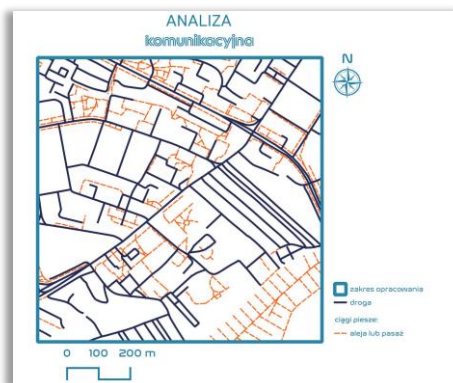 ANALIZA
komunikacyjna
N
zakres opracowania
droga
ciągi piesze:
aleja lub pasaż
0 100 200 m